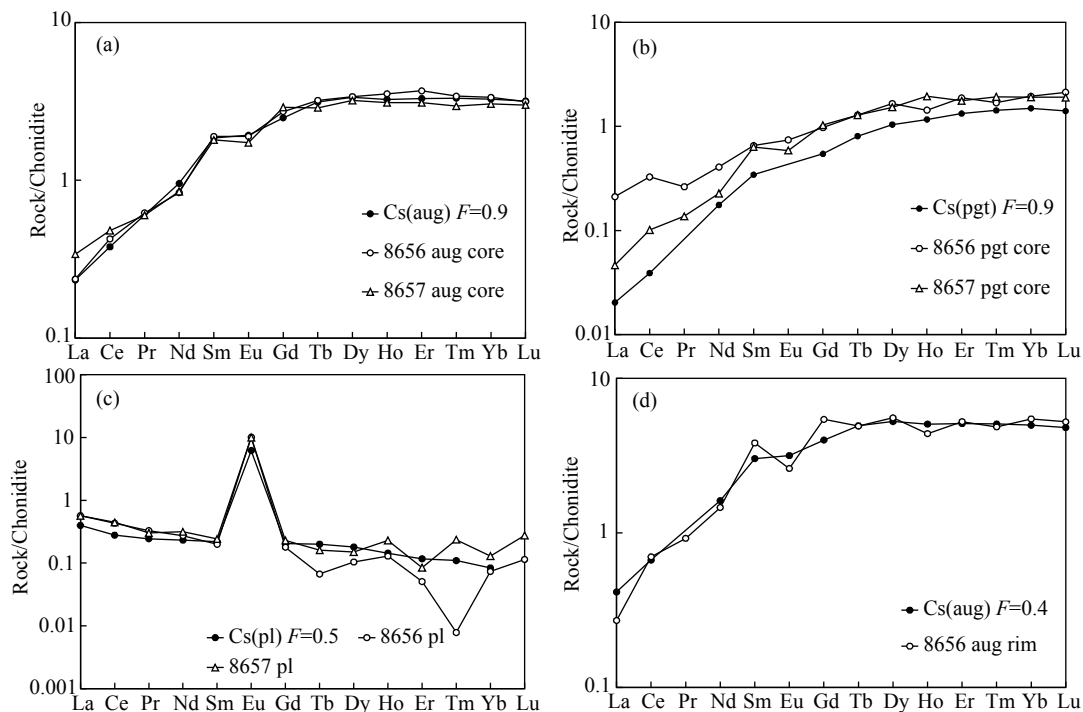 10
(a)
Rock/Chonidite
1
Cs(aug) F=0.9
8656 aug core
8657 aug core
0.1
La Ce Pr Nd Sm Eu Gd Tb Dy Ho Er Tm Yb Lu
10
(b)
Rock/Chonidite
1
0.1
Cs(pgt) F=0.9
8656 pgt core
8657 pgt core
0.01
La Ce Pr Nd Sm Eu Gd Tb Dy Ho Er Tm Yb Lu
100
(c)
10
Rock/Chonidite
1
0.1
0.01
Cs(pl) F=0.5 8656 pl
8657 pl
0.001
La Ce Pr Nd Sm Eu Gd Tb Dy Ho Er Tm Yb Lu
10
(d)
Rock/Chonidite
1
Cs(aug) F=0.4
8656 aug rim
0.1
La Ce Pr Nd Sm Eu Gd Tb Dy Ho Er Tm Yb Lu